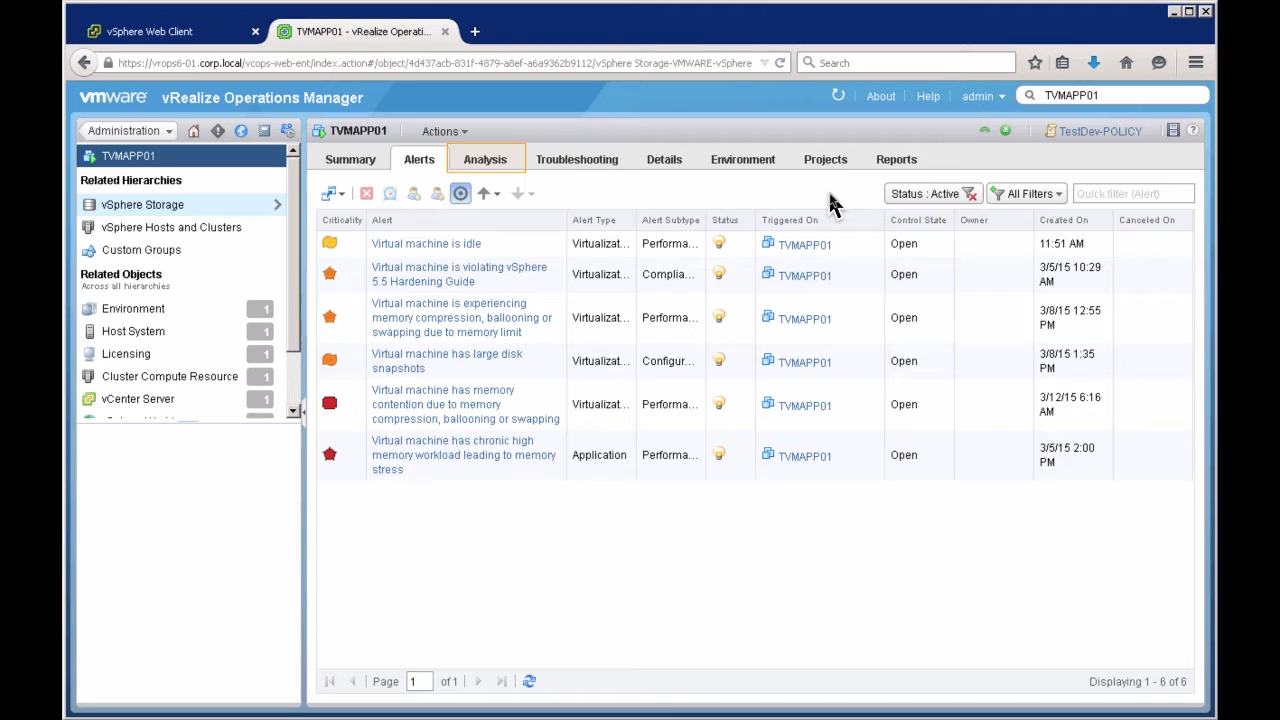 vSphere Web Client
TVMAPP01 - vRealize Operati...
https://vrops6-01.corp.local/vcops-web-ent/index.action#/object/4d437acb-831f-4879-a8ef-a6a9362b9112/vSphere Storage-VMWARE-vSphere
Search
vmware vRealize Operations Manager
About Help admin TVMAPP01
Administration
TVMAPP01 Actions TestDev-POLICY
TVMAPP01
Related Hierarchies
vSphere Storage
vSphere Hosts and Clusters
Custom Groups
Related Objects
Across all hierarchies
Environment 1
Host System 1
Licensing 1
Cluster Compute Resource 1
vCenter Server 1
Summary Alerts Analysis Troubleshooting Details Environment Projects Reports
Status : Active All Filters Quick filter (Alert)
Criticality Alert Alert Type Alert Subtype Status Triggered On Control State Owner Created On Canceled On
Virtual machine is idle Virtualizat... Performa... TVMAPP01 Open 11:51 AM
Virtual machine is violating vSphere
5.5 Hardening Guide
Virtualizat... Complia... TVMAPP01 Open
3/5/15 10:29
AM
Virtual machine is experiencing
memory compression, ballooning or
swapping due to memory limit
Virtualizat... Performa... TVMAPP01 Open
3/8/15 12:55
PM
Virtual machine has large disk
snapshots
Virtualizat... Configur... TVMAPP01 Open
3/8/15 1:35
PM
Virtual machine has memory
contention due to memory
compression, ballooning or swapping
Virtualizat... Performa... TVMAPP01 Open
3/12/15 6:16
AM
Virtual machine has chronic high
memory workload leading to memory
stress
Application Performa... TVMAPP01 Open
3/5/15 2:00
PM
Page 1 of 1 Displaying 1 - 6 of 6